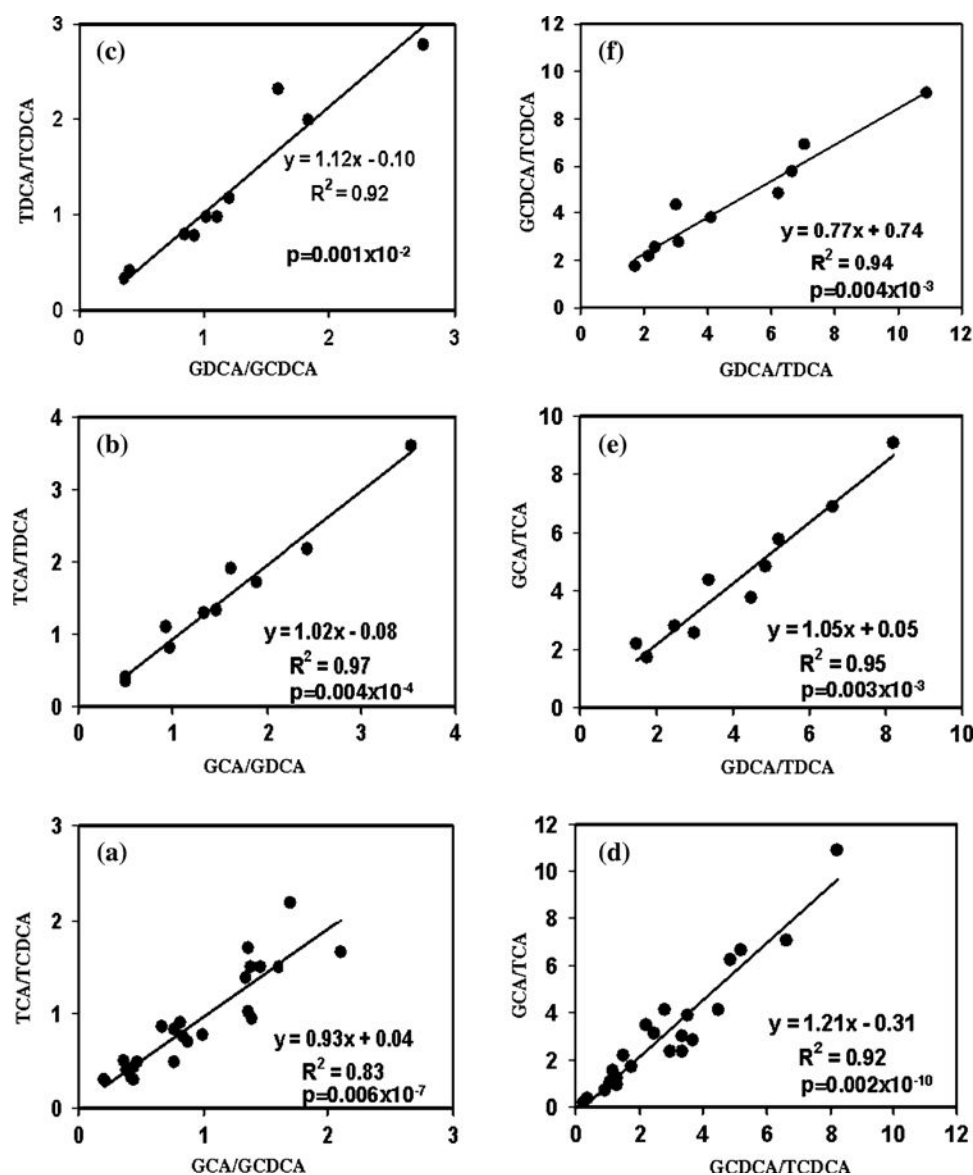 3
(c)
2
TDCA/TCDCA
y = 1.12x - 0.10
R² = 0.92
1
p=0.001x10⁻²
0
0 1 2 3
GDCA/GCDCA
12
(f)
10
8
GCDCA/TCDCA
6
4
y = 0.77x + 0.74
R² = 0.94
2
p=0.004x10⁻³
0
0 2 4 6 8 10 12
GDCA/TDCA
4
(b)
3
TCA/TDCA
2
y = 1.02x - 0.08
1
R² = 0.97
p=0.004x10⁻⁴
0
0 1 2 3 4
GCA/GDCA
10
(e)
8
GCA/TCA
6
4
y = 1.05x + 0.05
R² = 0.95
2
p=0.003x10⁻³
0
0 2 4 6 8 10
GDCA/TDCA
3
(a)
2
TCA/TCDCA
1
y = 0.93x + 0.04
R² = 0.83
p=0.006x10⁻⁷
0
0 1 2 3
GCA/GCDCA
12
(d)
10
8
GCA/TCA
6
4
y = 1.21x - 0.31
R² = 0.92
2
p=0.002x10⁻¹⁰
0
0 2 4 6 8 10 12
GCDCA/TCDCA